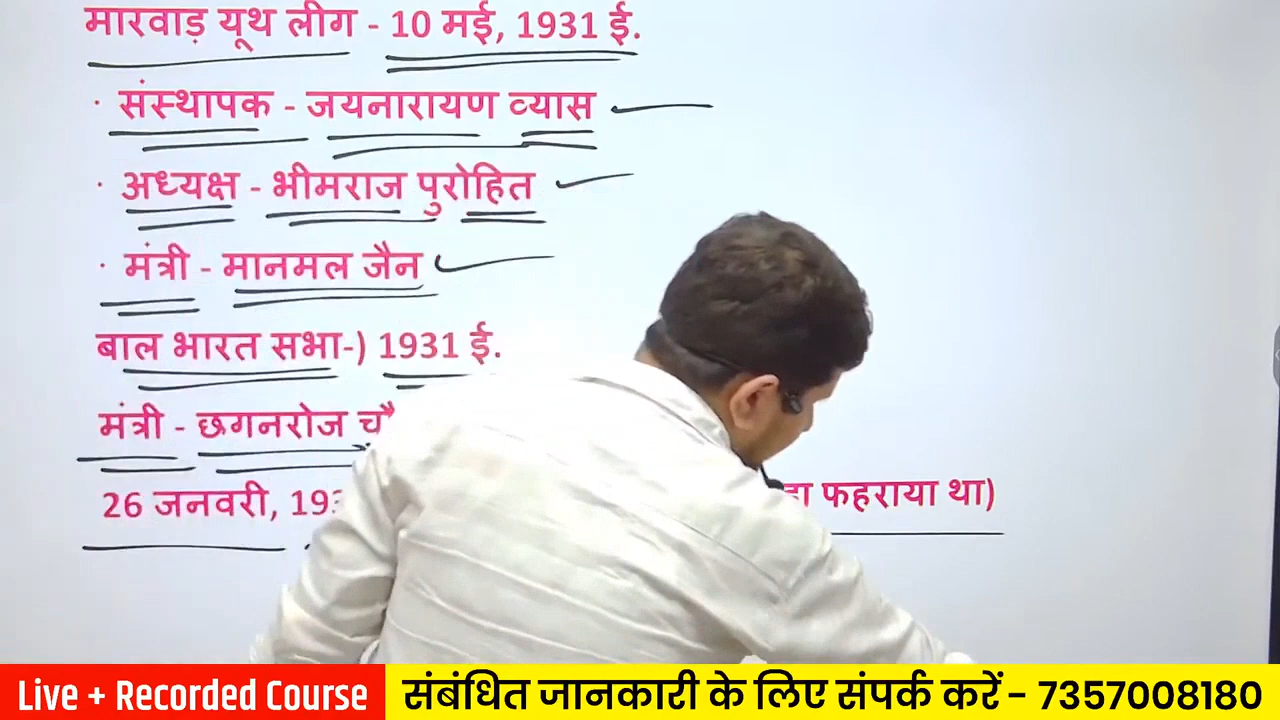 मारवाड़ यूथ लीग - 10 मई, 1931 ई.
· संस्थापक - जयनारायण व्यास
· अध्यक्ष - भीमराज पुरोहित
· मंत्री - मानमल जैन
बाल भारत सभा-) 1931 ई.
मंत्री - छगनरोज
26 जनवरी, फहराया था)
Live + Recorded Course
संबंधित जानकारी के लिए संपर्क करें - 7357008180